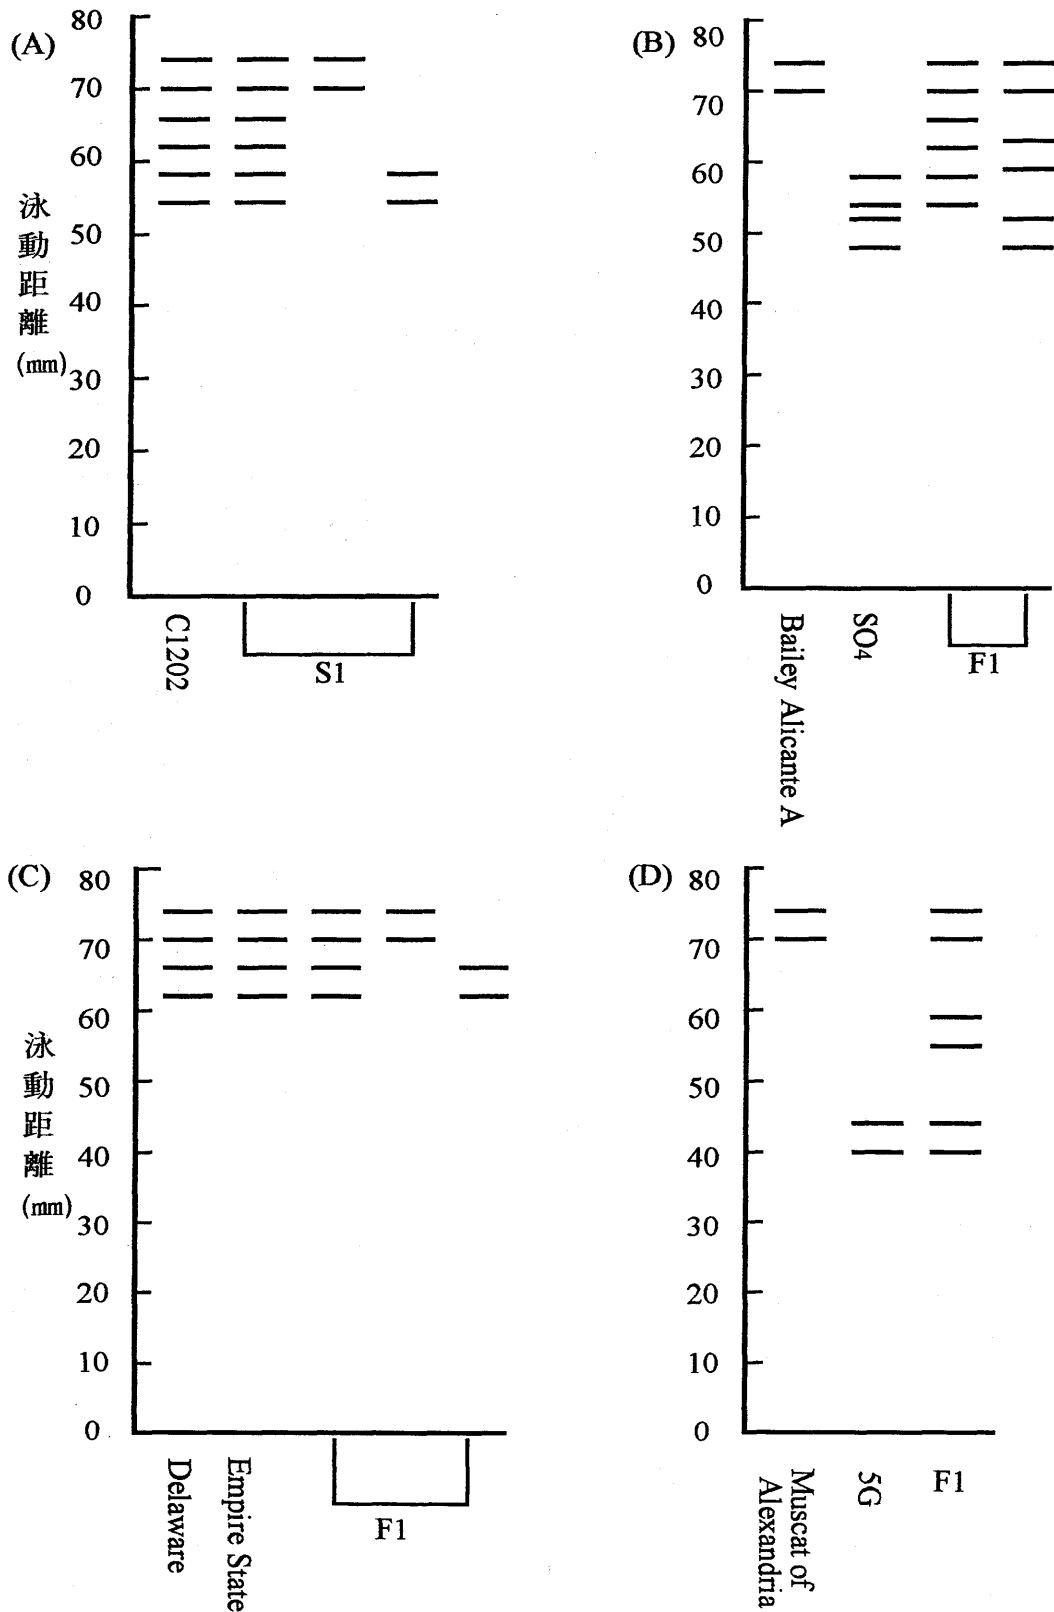 (A)
80
70
60
50
40
30
20
10
0
泳動距離(mm)
C1202
S1
(B)
80
70
60
50
40
30
20
10
0
Bailey Alicante A
SO4
F1
(C)
80
70
60
50
40
30
20
10
0
泳動距離(mm)
Delaware
Empire State
F1
(D)
80
70
60
50
40
30
20
10
0
Muscat of
Alexandria
5G
F1